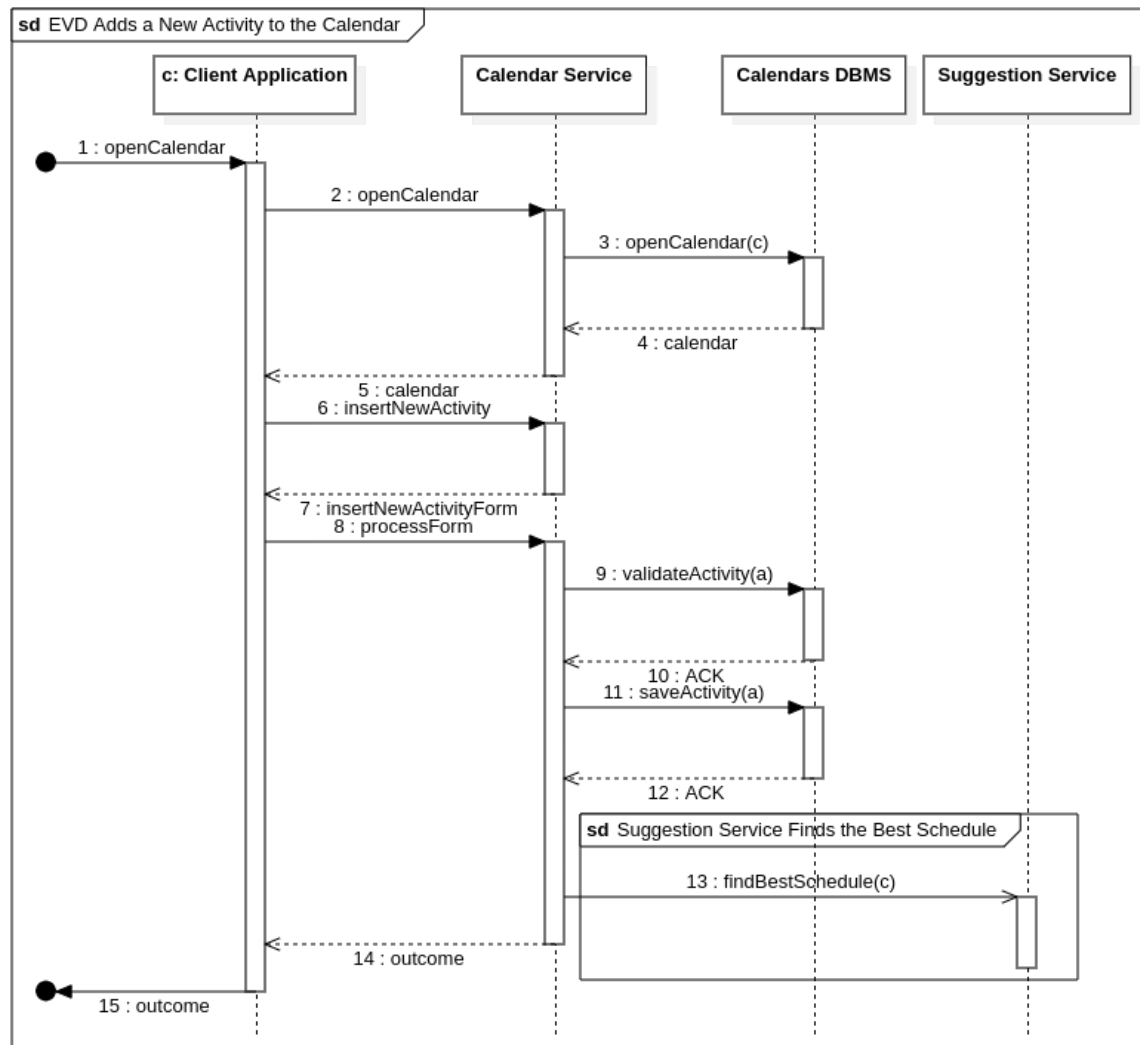 sd EVD Adds a New Activity to the Calendar
c: Client Application
Calendar Service
Calendars DBMS
Suggestion Service
1 : openCalendar
2 : openCalendar
3 : openCalendar(c)
4 : calendar
5 : calendar
6 : insertNewActivity
7 : insertNewActivityForm
8 : processForm
9 : validateActivity(a)
10 : ACK
11 : saveActivity(a)
12 : ACK
sd Suggestion Service Finds the Best Schedule
13 : findBestSchedule(c)
14 : outcome
15 : outcome